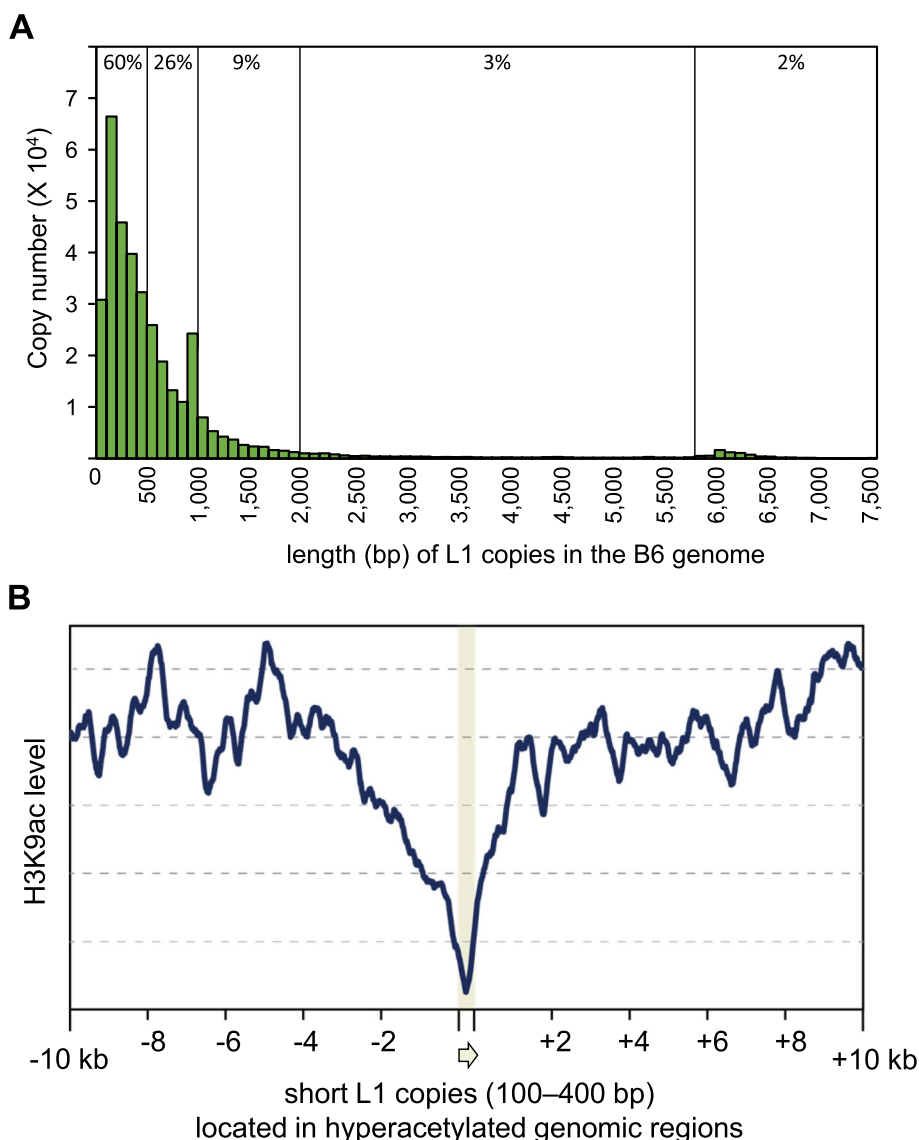 A
60% 26% 9% 3% 2%
7
6
5
4
3
2
1
Copy number (X 10⁴)
0 500 1,000 1,500 2,000 2,500 3,000 3,500 4,000 4,500 5,000 5,500 6,000 6,500 7,000 7,500
length (bp) of L1 copies in the B6 genome
B
H3K9ac level
-10 kb -8 -6 -4 -2 +2 +4 +6 +8 +10 kb
short L1 copies (100–400 bp)
located in hyperacetylated genomic regions